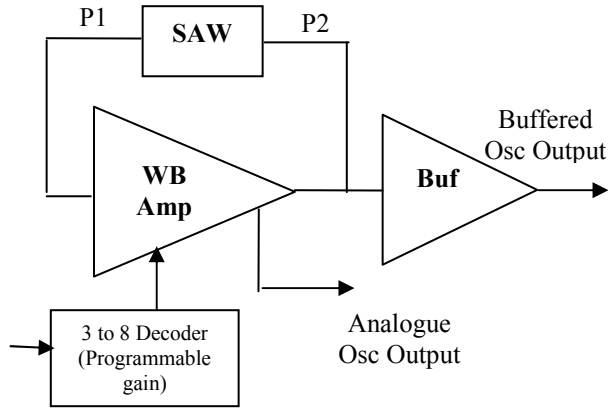 P1
SAW
P2
WB
Amp
Buf
Buffered
Osc Output
3 to 8 Decoder
(Programmable
gain)
Analogue
Osc Output